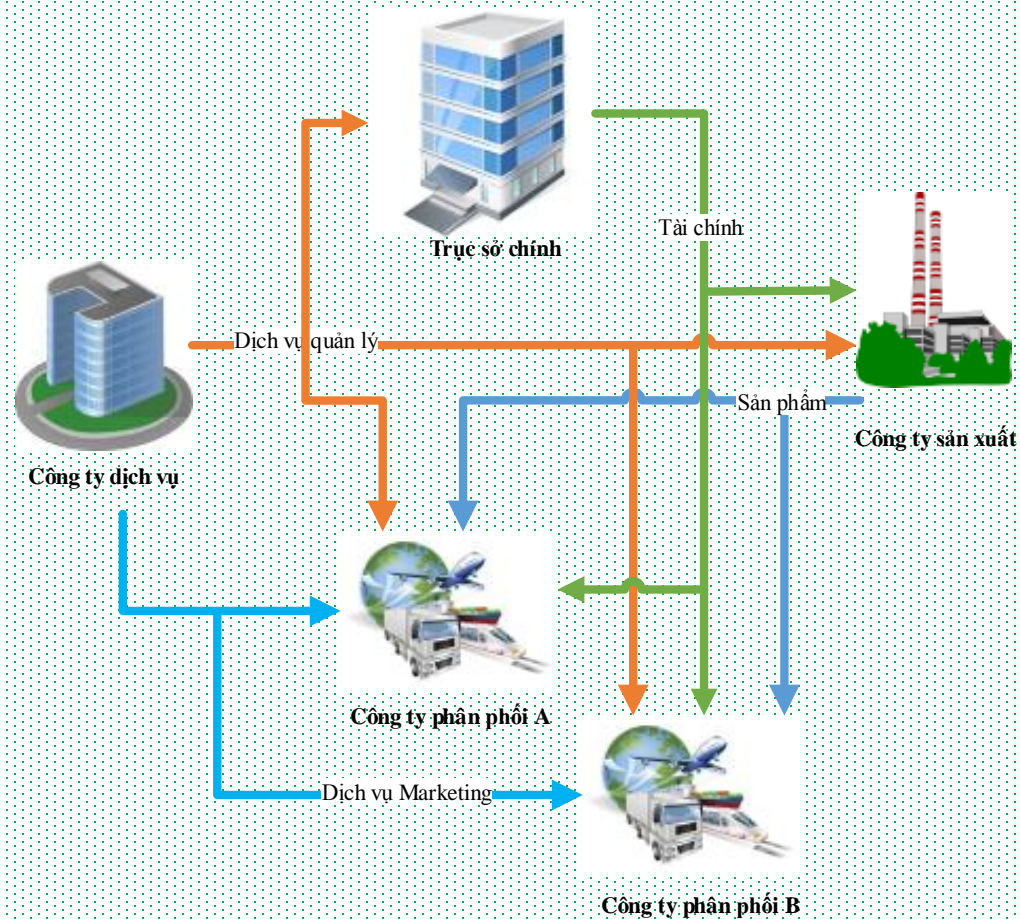 Trục sở chính
Tài chính
Dịch vụ quản lý
Sản phẩm
Công ty sản xuất
Công ty dịch vụ
Công ty phân phối A
Dịch vụ Marketing
Công ty phân phối B